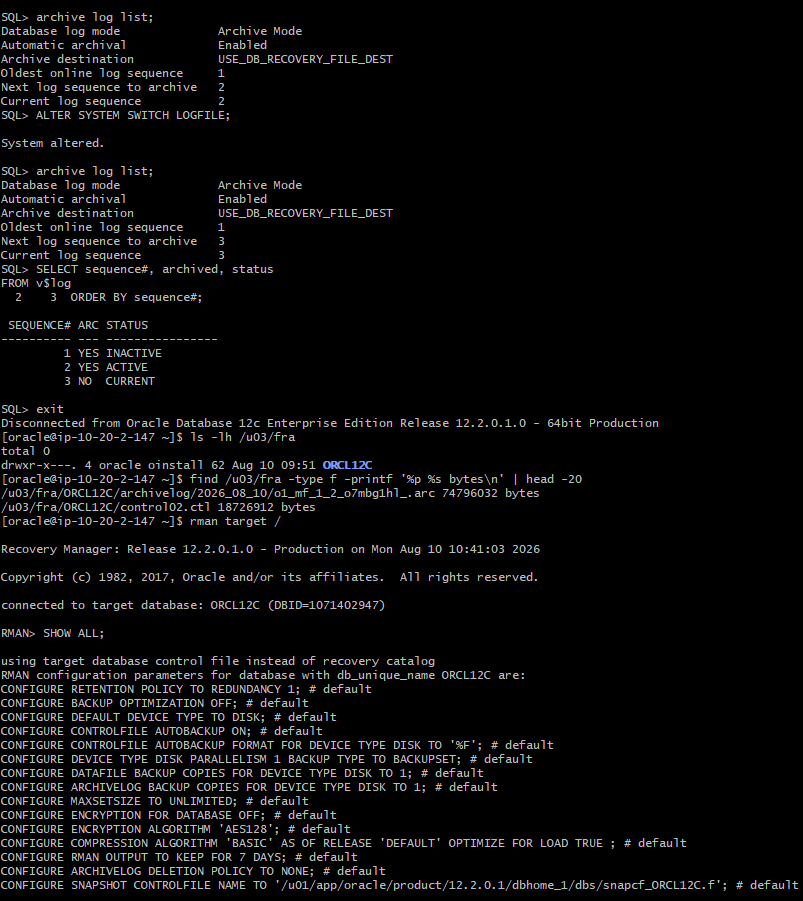 SQL> archive log list;
Database log mode              Archive Mode
Automatic archival             Enabled
Archive destination            USE_DB_RECOVERY_FILE_DEST
Oldest online log sequence     1
Next log sequence to archive   2
Current log sequence           2
SQL> ALTER SYSTEM SWITCH LOGFILE;

System altered.

SQL> archive log list;
Database log mode              Archive Mode
Automatic archival             Enabled
Archive destination            USE_DB_RECOVERY_FILE_DEST
Oldest online log sequence     1
Next log sequence to archive   3
Current log sequence           3
SQL> SELECT sequence#, archived, status
FROM v$log
  2    3  ORDER BY sequence#;

 SEQUENCE# ARC STATUS
---------- --- ----------------
         1 YES INACTIVE
         2 YES ACTIVE
         3 NO  CURRENT

SQL> exit
Disconnected from Oracle Database 12c Enterprise Edition Release 12.2.0.1.0 - 64bit Production
[oracle@ip-10-20-2-147 ~]$ ls -lh /u03/fra
total 0
drwxr-x---. 4 oracle oinstall 62 Aug 10 09:51 ORCL12C
[oracle@ip-10-20-2-147 ~]$ find /u03/fra -type f -printf '%p %s bytes\n' | head -20
/u03/fra/ORCL12C/archivelog/2026_08_10/o1_mf_1_2_o7mbg1hl_.arc 74796032 bytes
/u03/fra/ORCL12C/control02.ctl 18726912 bytes
[oracle@ip-10-20-2-147 ~]$ rman target /

Recovery Manager: Release 12.2.0.1.0 - Production on Mon Aug 10 10:41:03 2026

Copyright (c) 1982, 2017, Oracle and/or its affiliates.  All rights reserved.

connected to target database: ORCL12C (DBID=1071402947)

RMAN> SHOW ALL;

using target database control file instead of recovery catalog
RMAN configuration parameters for database with db_unique_name ORCL12C are:
CONFIGURE RETENTION POLICY TO REDUNDANCY 1; # default
CONFIGURE BACKUP OPTIMIZATION OFF; # default
CONFIGURE DEFAULT DEVICE TYPE TO DISK; # default
CONFIGURE CONTROLFILE AUTOBACKUP ON; # default
CONFIGURE CONTROLFILE AUTOBACKUP FORMAT FOR DEVICE TYPE DISK TO '%F'; # default
CONFIGURE DEVICE TYPE DISK PARALLELISM 1 BACKUP TYPE TO BACKUPSET; # default
CONFIGURE DATAFILE BACKUP COPIES FOR DEVICE TYPE DISK TO 1; # default
CONFIGURE ARCHIVELOG BACKUP COPIES FOR DEVICE TYPE DISK TO 1; # default
CONFIGURE MAXSETSIZE TO UNLIMITED; # default
CONFIGURE ENCRYPTION FOR DATABASE OFF; # default
CONFIGURE ENCRYPTION ALGORITHM 'AES128'; # default
CONFIGURE COMPRESSION ALGORITHM 'BASIC' AS OF RELEASE 'DEFAULT' OPTIMIZE FOR LOAD TRUE ; # default
CONFIGURE RMAN OUTPUT TO KEEP FOR 7 DAYS; # default
CONFIGURE ARCHIVELOG DELETION POLICY TO NONE; # default
CONFIGURE SNAPSHOT CONTROLFILE NAME TO '/u01/app/oracle/product/12.2.0.1/dbhome_1/dbs/snapcf_ORCL12C.f'; # default